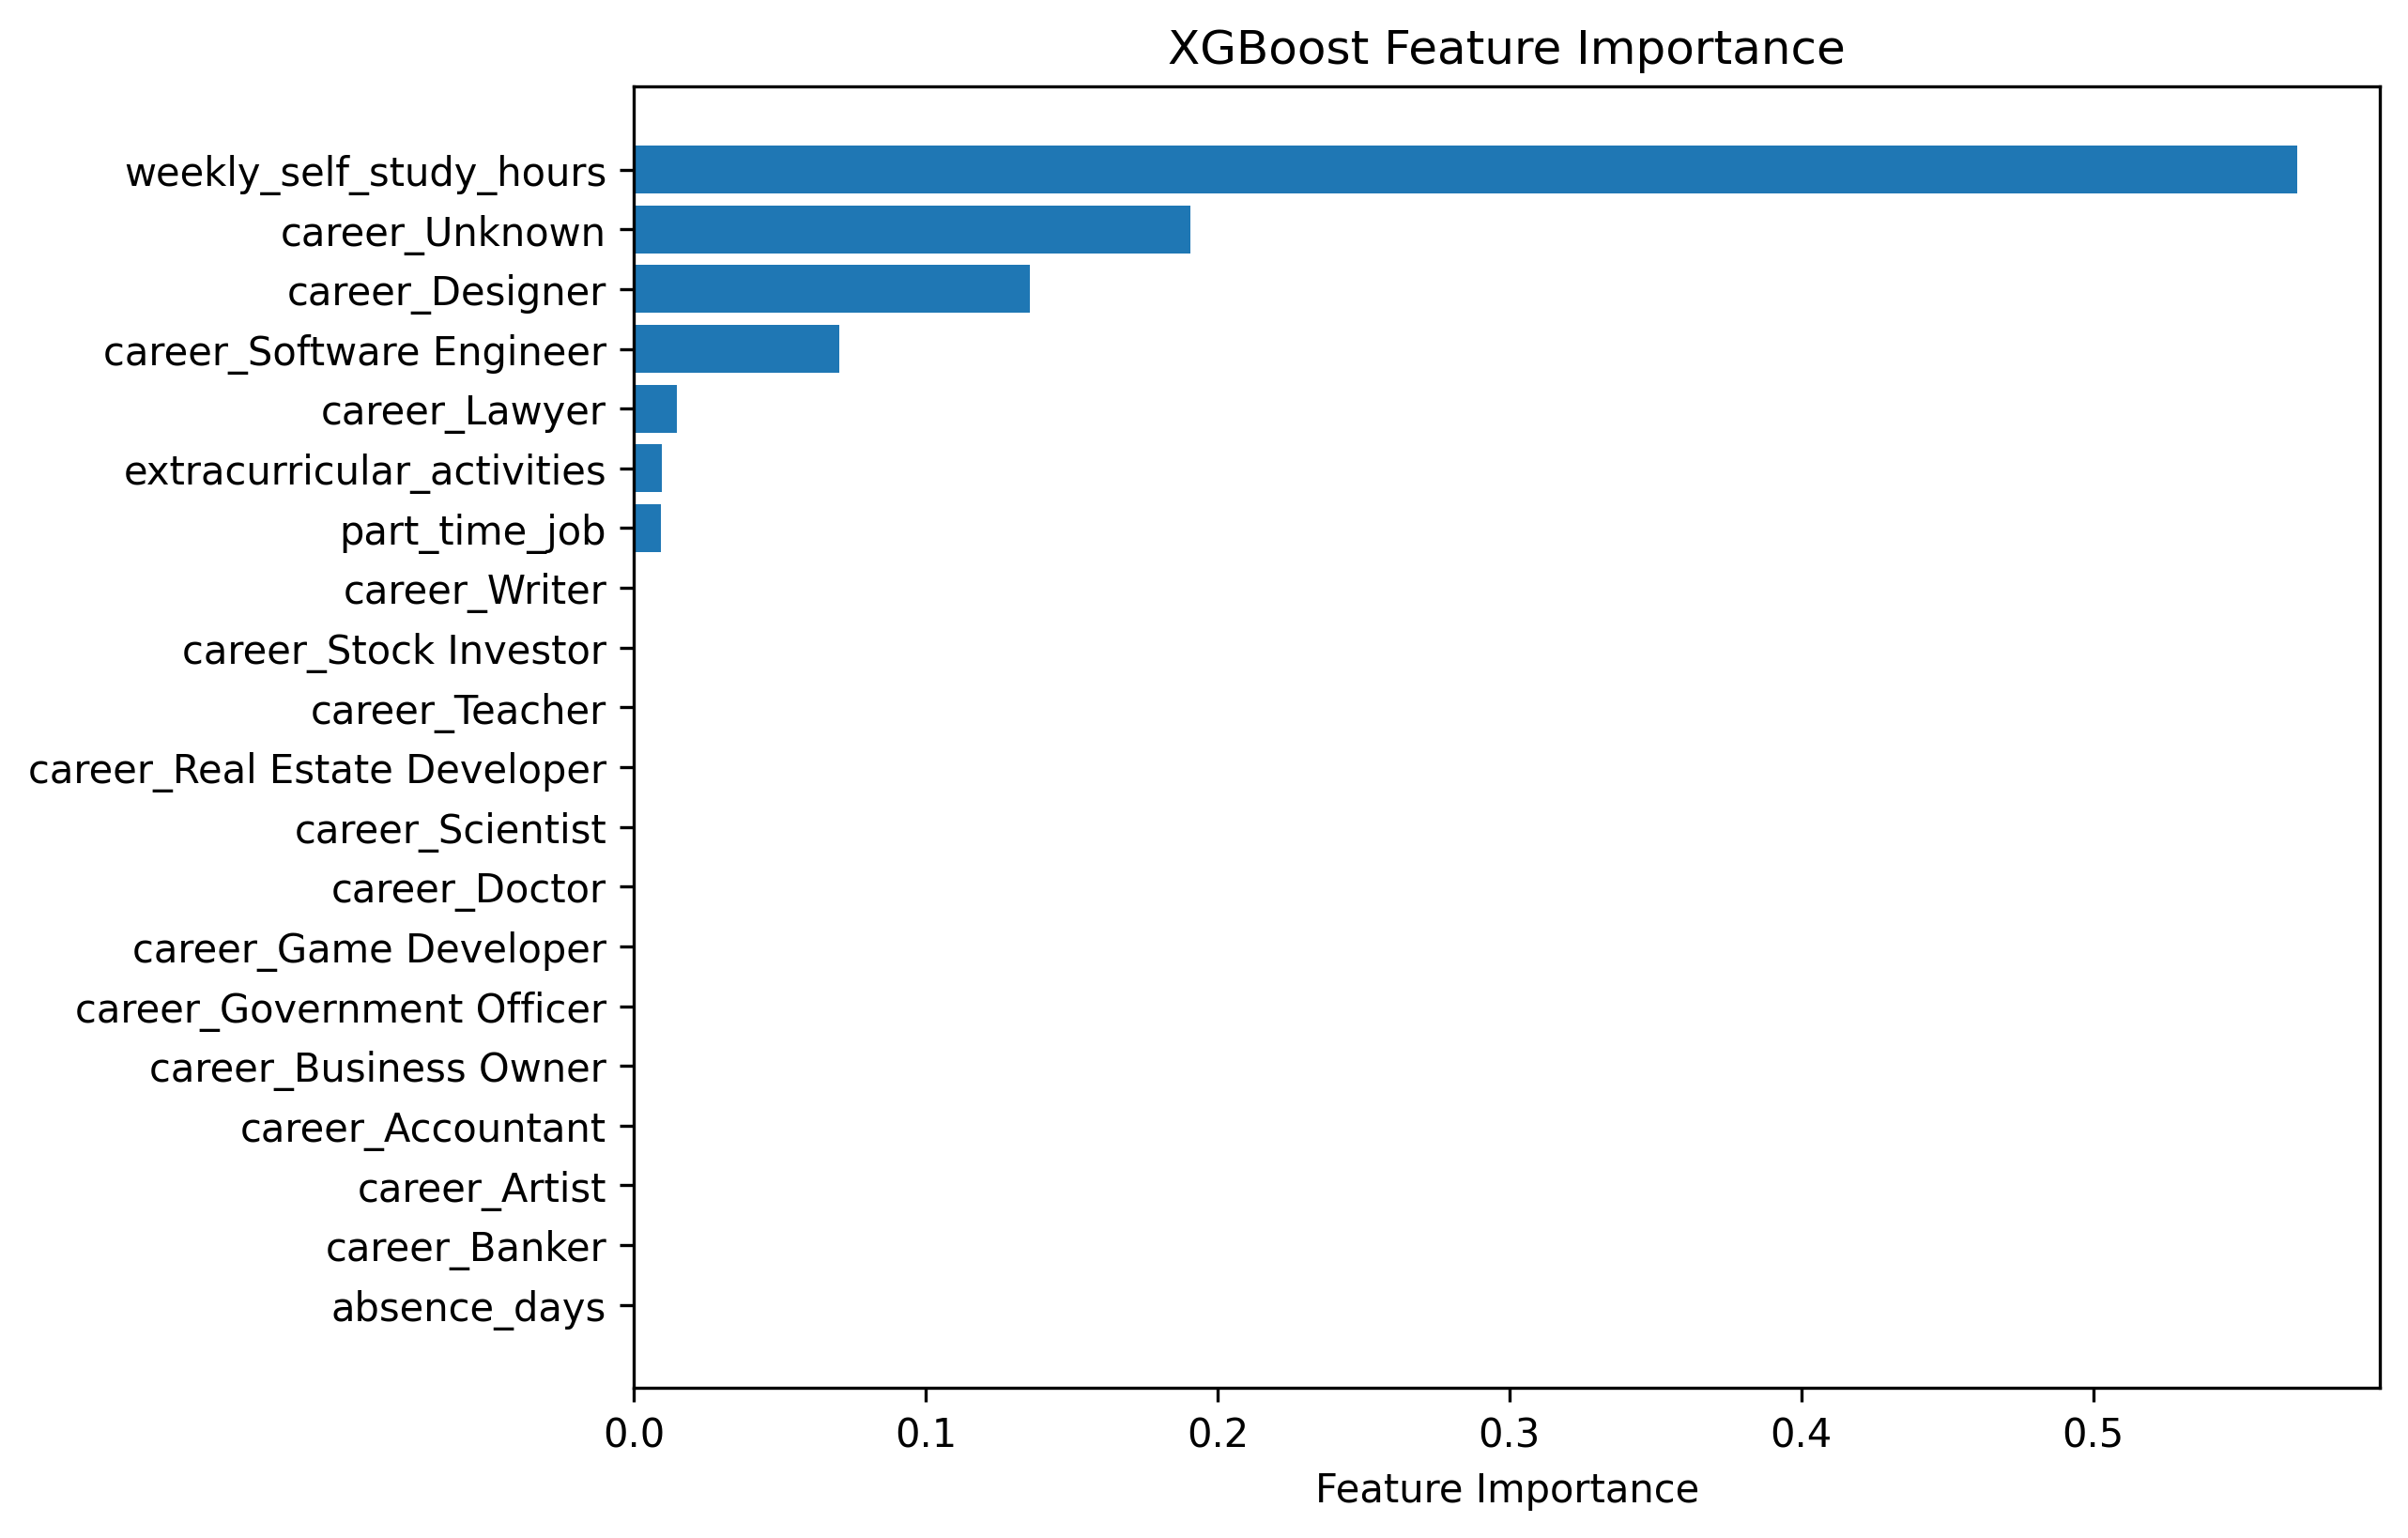 XGBoost Feature Importance
weekly_self_study_hours
career_Unknown
career_Designer
career_Software Engineer
career_Lawyer
extracurricular_activities
part_time_job
career_Writer
career_Stock Investor
career_Teacher
career_Real Estate Developer
career_Scientist
career_Doctor
career_Game Developer
career_Government Officer
career_Business Owner
career_Accountant
career_Artist
career_Banker
absence_days
0.0 0.1 0.2 0.3 0.4 0.5
Feature Importance